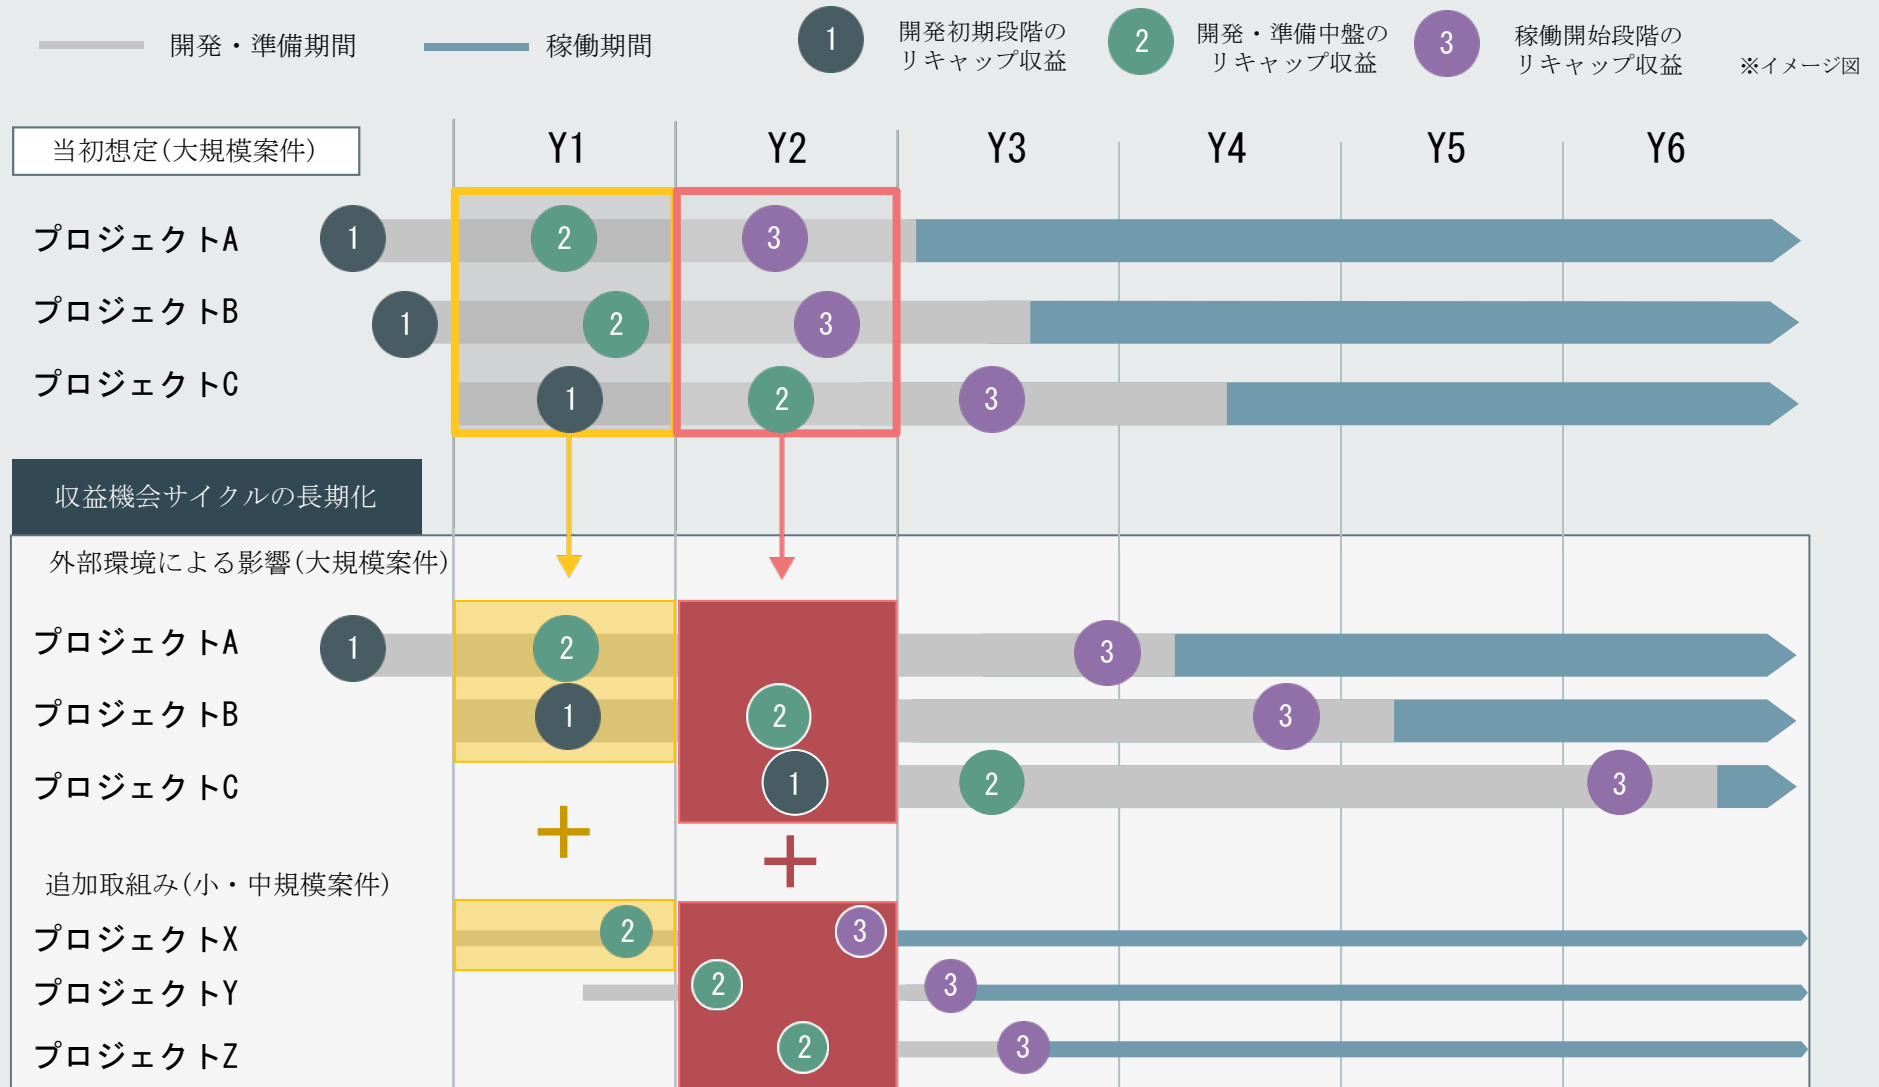 開発・準備期間
稼働期間
1
開発初期段階の
リキャップ収益
2
開発・準備中盤の
リキャップ収益
3
稼働開始段階の
リキャップ収益
※イメージ図
当初想定(大規模案件)
Y1
Y2
Y3
Y4
Y5
Y6
プロジェクトA
1
2
3
プロジェクトB
1
2
3
プロジェクトC
1
2
3
収益機会サイクルの長期化
外部環境による影響(大規模案件)
プロジェクトA
1
2
3
プロジェクトB
1
2
3
プロジェクトC
1
2
3
+
+
追加取組み(小・中規模案件)
プロジェクトX
2
3
プロジェクトY
2
3
プロジェクトZ
2
3